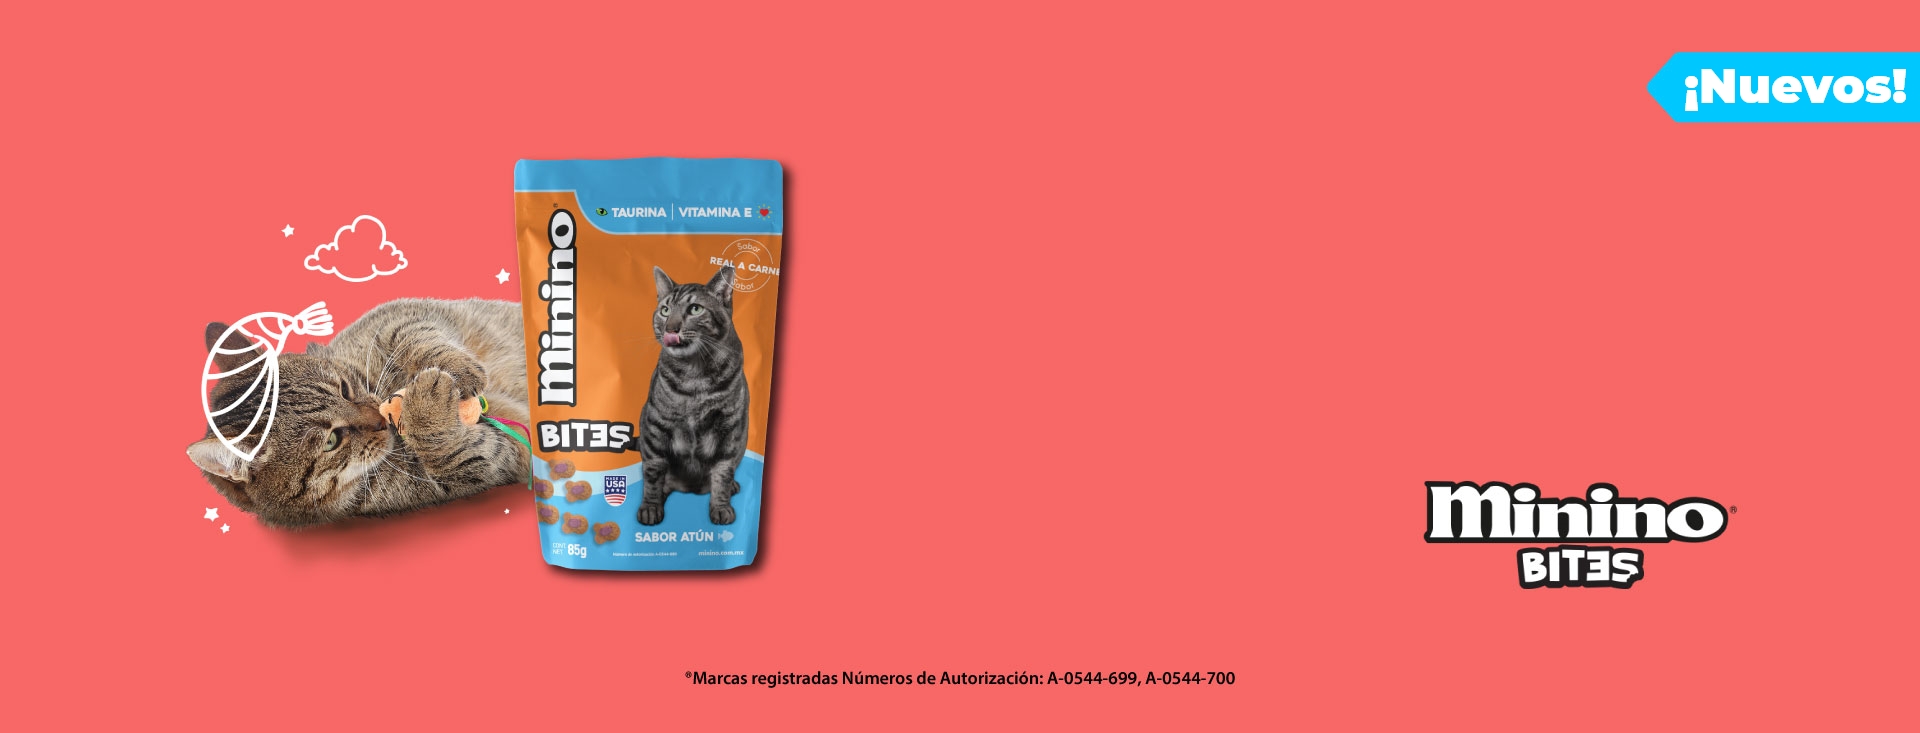 ¡Nuevos!
TAURINA | VITAMINA E
Sabor
REAL A CARNE
Sabor
minino®
BITES
MADE IN
USA
SABOR ATÚN
CONT
NET 85g
minino.com.mx
minino®
BITES
®Marcas registradas Números de Autorización: A-0544-699, A-0544-700